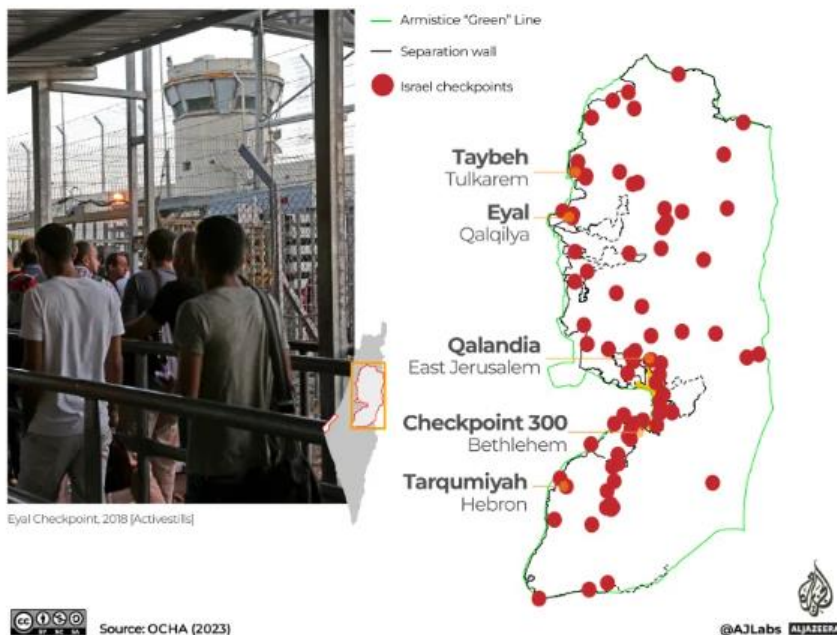 Armistice "Green" Line
Separation wall
Israel checkpoints
Taybeh
Tulkarem
Eyal
Qalqilya
Qalandia
East Jerusalem
Checkpoint 300
Bethlehem
Tarqumiyah
Hebron
Eyal Checkpoint, 2018 [Activestills]
Source: OCHA (2023)
@AJLabs
ALJAZEERA